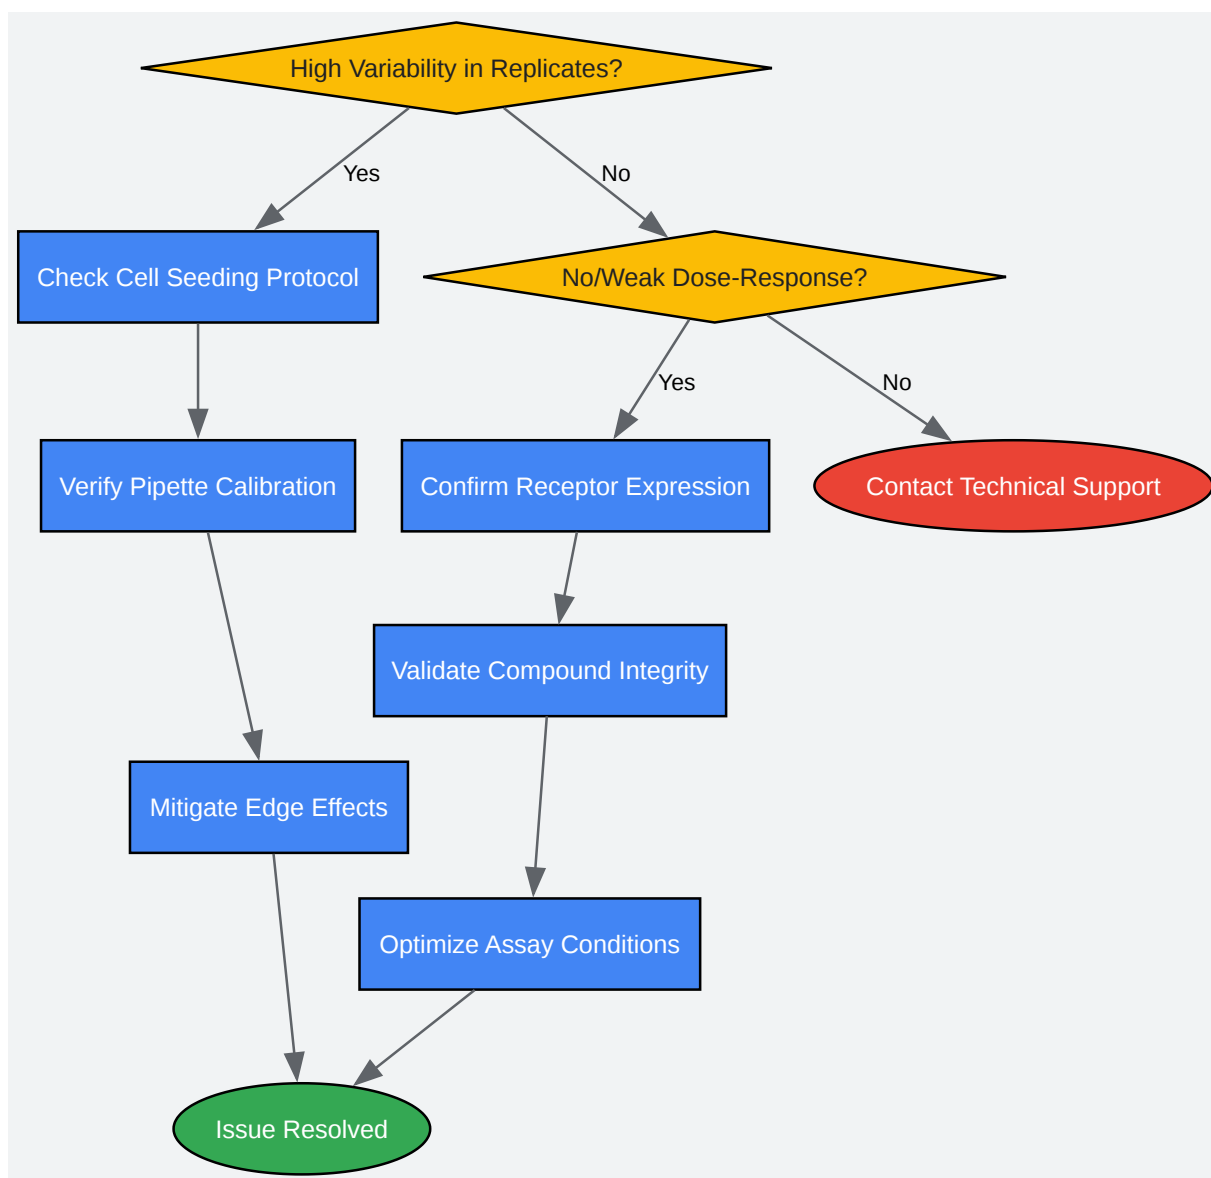 High Variability in Replicates?
Yes
No
Check Cell Seeding Protocol
No/Weak Dose-Response?
Yes
No
Verify Pipette Calibration
Confirm Receptor Expression
Contact Technical Support
Validate Compound Integrity
Mitigate Edge Effects
Optimize Assay Conditions
Issue Resolved